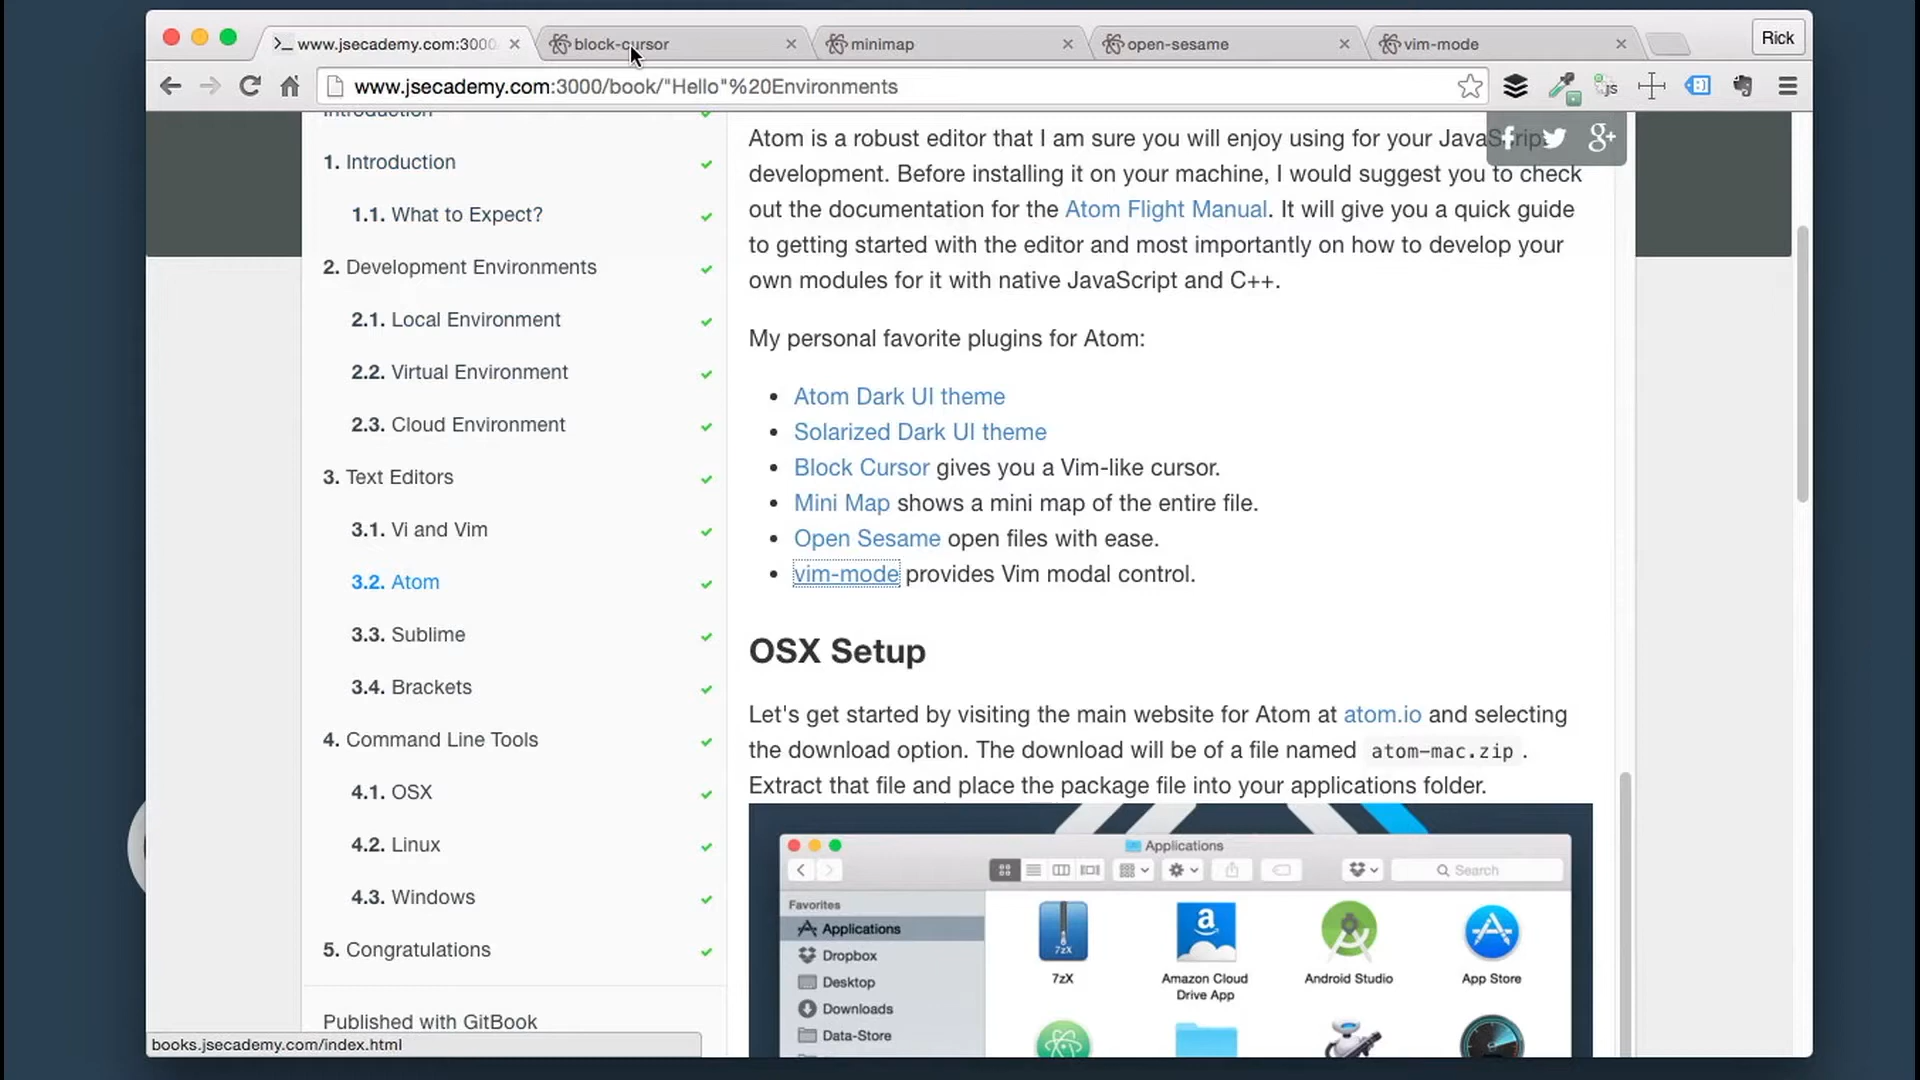 www.jsecademy.com:3000
block-cursor
minimap
open-sesame
vim-mode
Rick
www.jsecademy.com:3000/book/"Hello"%20Environments
js
Introduction
1. Introduction
1.1. What to Expect?
2. Development Environments
2.1. Local Environment
2.2. Virtual Environment
2.3. Cloud Environment
3. Text Editors
3.1. Vi and Vim
3.2. Atom
3.3. Sublime
3.4. Brackets
4. Command Line Tools
4.1. OSX
4.2. Linux
4.3. Windows
5. Congratulations
Published with GitBook
books.jsecademy.com/index.html
Atom is a robust editor that I am sure you will enjoy using for your JavaScript
development. Before installing it on your machine, I would suggest you to check
out the documentation for the Atom Flight Manual. It will give you a quick guide
to getting started with the editor and most importantly on how to develop your
own modules for it with native JavaScript and C++.
My personal favorite plugins for Atom:
• Atom Dark UI theme
• Solarized Dark UI theme
• Block Cursor gives you a Vim-like cursor.
• Mini Map shows a mini map of the entire file.
• Open Sesame open files with ease.
• vim-mode provides Vim modal control.
OSX Setup
Let's get started by visiting the main website for Atom at atom.io and selecting
the download option. The download will be of a file named atom-mac.zip .
Extract that file and place the package file into your applications folder.
Applications
Search
Favorites
Applications
Dropbox
Desktop
Downloads
Data-Store
7zX
7zX
Amazon Cloud
Drive App
Android Studio
App Store